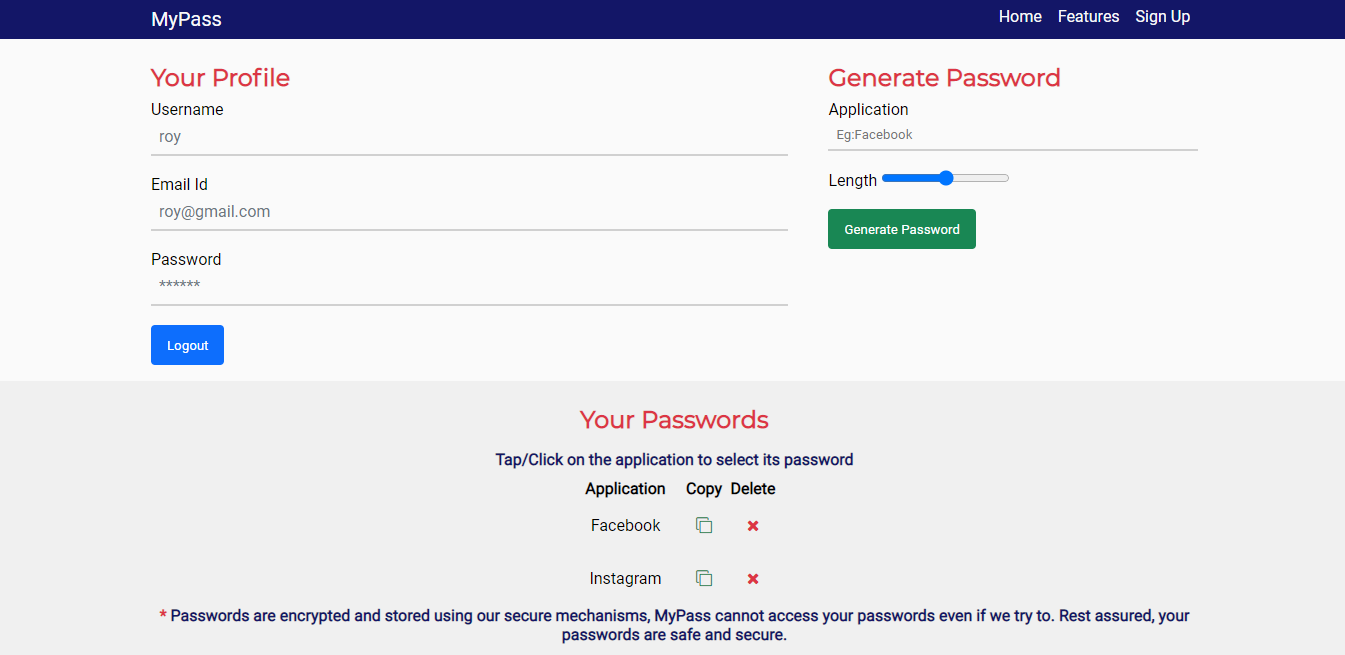 MyPass
Home Features Sign Up
Your Profile
Username
roy
Email Id
roy@gmail.com
Password
******
Logout
Generate Password
Application
Eg:Facebook
Length
Generate Password
Your Passwords
Tap/Click on the application to select its password
Application Copy Delete
Facebook
Instagram
* Passwords are encrypted and stored using our secure mechanisms, MyPass cannot access your passwords even if we try to. Rest assured, your
passwords are safe and secure.